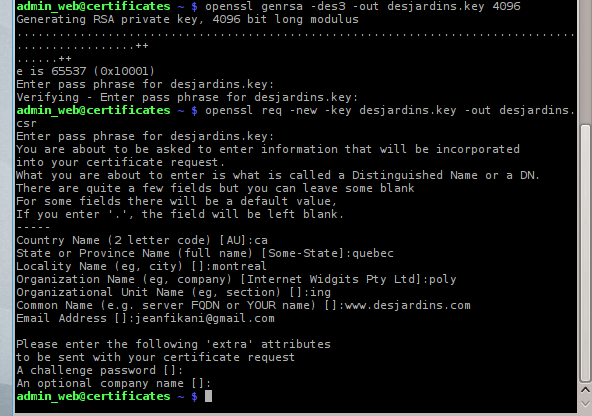 admin_web@certificates ~ $ openssl genrsa -des3 -out desjardins.key 4096
Generating RSA private key, 4096 bit long modulus
................................................................................
.................++
......++
e is 65537 (0x10001)
Enter pass phrase for desjardins.key:
Verifying - Enter pass phrase for desjardins.key:
admin_web@certificates ~ $ openssl req -new -key desjardins.key -out desjardins.
csr
Enter pass phrase for desjardins.key:
You are about to be asked to enter information that will be incorporated
into your certificate request.
What you are about to enter is what is called a Distinguished Name or a DN.
There are quite a few fields but you can leave some blank
For some fields there will be a default value,
If you enter '.', the field will be left blank.
-----
Country Name (2 letter code) [AU]:ca
State or Province Name (full name) [Some-State]:quebec
Locality Name (eg, city) []:montreal
Organization Name (eg, company) [Internet Widgits Pty Ltd]:poly
Organizational Unit Name (eg, section) []:ing
Common Name (e.g. server FQDN or YOUR name) []:www.desjardins.com
Email Address []:jeanfikani@gmail.com
Please enter the following 'extra' attributes
to be sent with your certificate request
A challenge password []:
An optional company name []:
admin_web@certificates ~ $